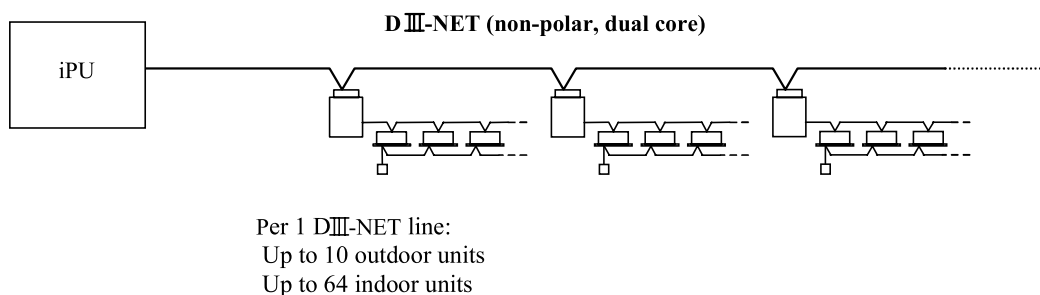 DⅢ-NET (non-polar, dual core)
iPU
Per 1 DⅢ-NET line:
Up to 10 outdoor units
Up to 64 indoor units